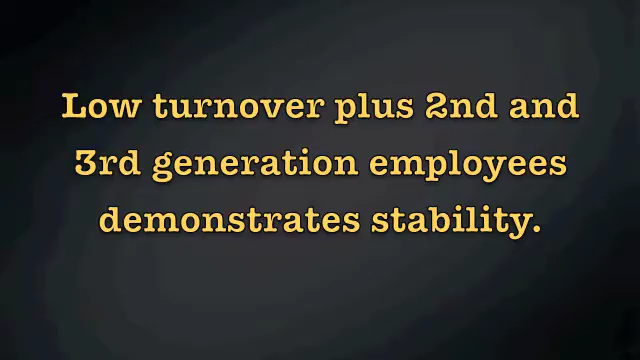 Low turnover plus 2nd and
3rd generation employees
demonstrates stability.